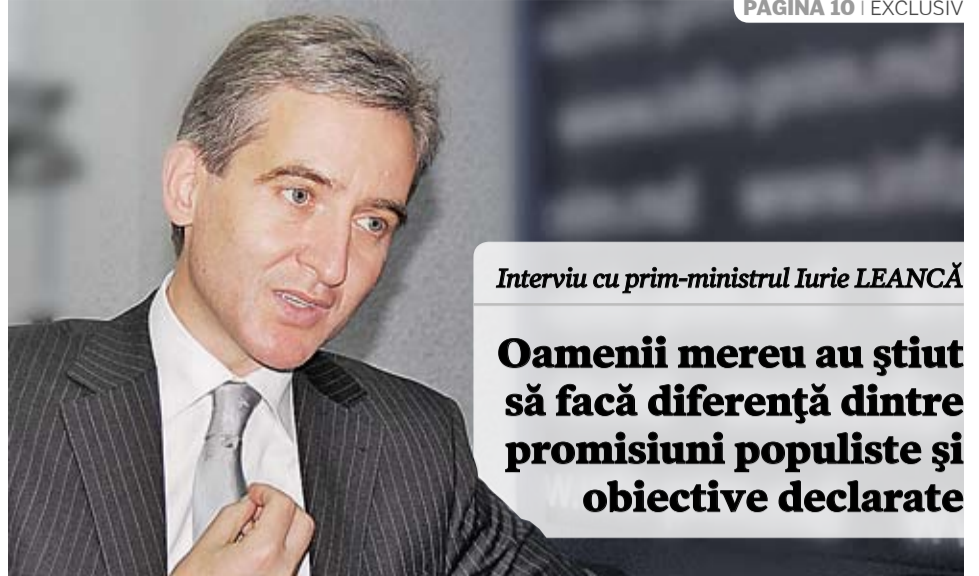 PAGINA 10 | EXCLUSIV
Interviu cu prim-ministrul Iurie LEANCĂ
Oamenii mereu au ştiut
să facă diferenţă dintre
promisiuni populiste şi
obiective declarate